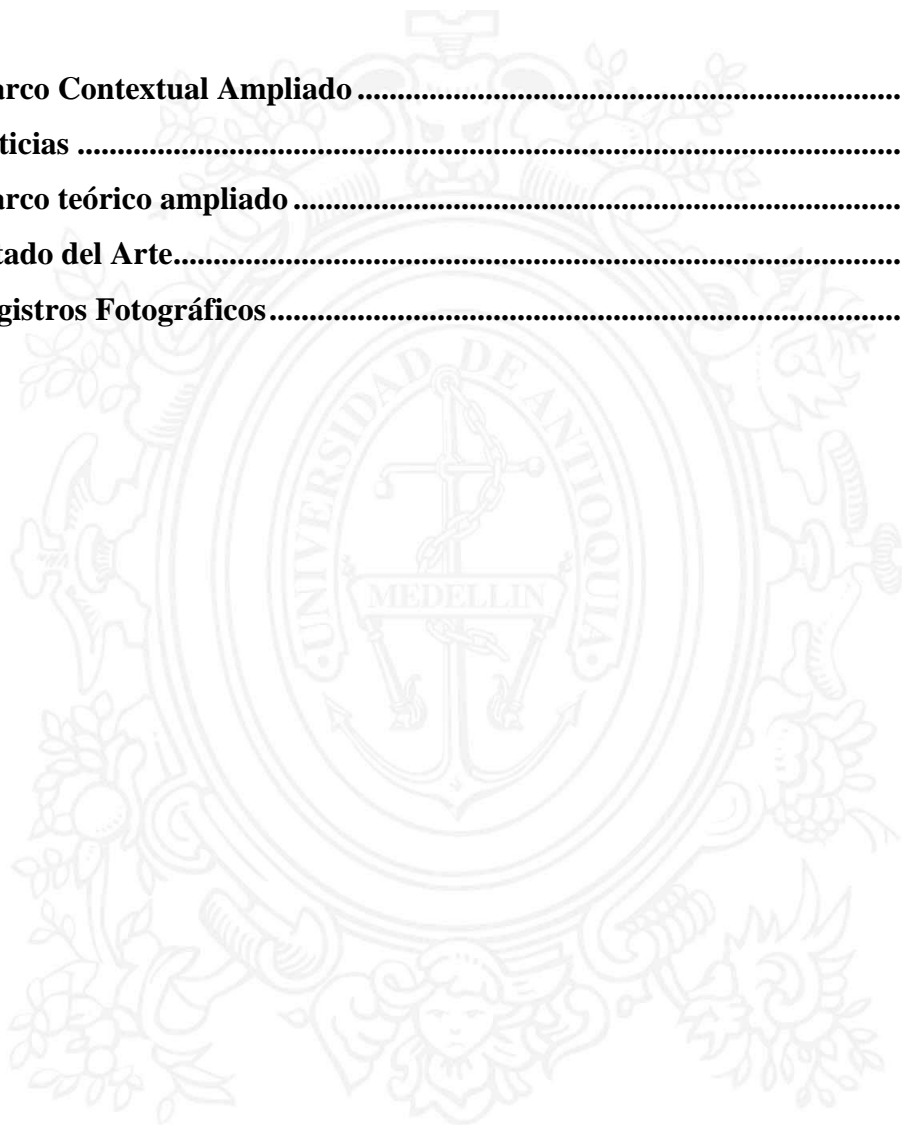 arco Contextual Ampliado ....................................................................
ticias .......................................................................................................
arco teórico ampliado ............................................................................
tado del Arte...........................................................................................
gistros Fotográficos...............................................................................
UNIVERSIDAD DE ANTIOQUIA
MEDELLIN